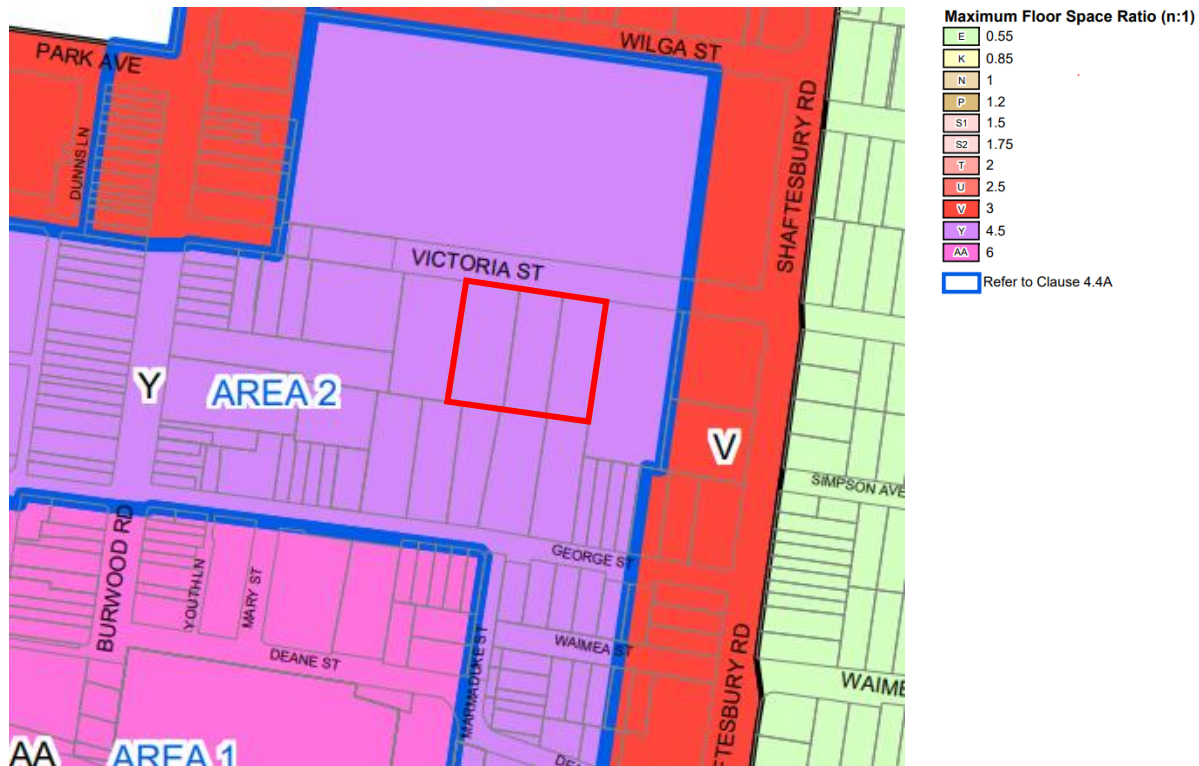 Maximum Floor Space Ratio (n:1)
E 0.55
K 0.85
N 1
P 1.2
S1 1.5
S2 1.75
T 2
U 2.5
V 3
Y 4.5
AA 6
Refer to Clause 4.4A
PARK AVE
WILGA ST
DUNNS LN
SHAFTESBURY RD
VICTORIA ST
Y
AREA 2
V
SIMPSON AVE
BURWOOD RD
GEORGE ST
YOUTH LN
MARY ST
WAIMEA ST
DEANE ST
MARMADUKE ST
WAIME
FTESBURY RD
AA
AREA 1
DEA